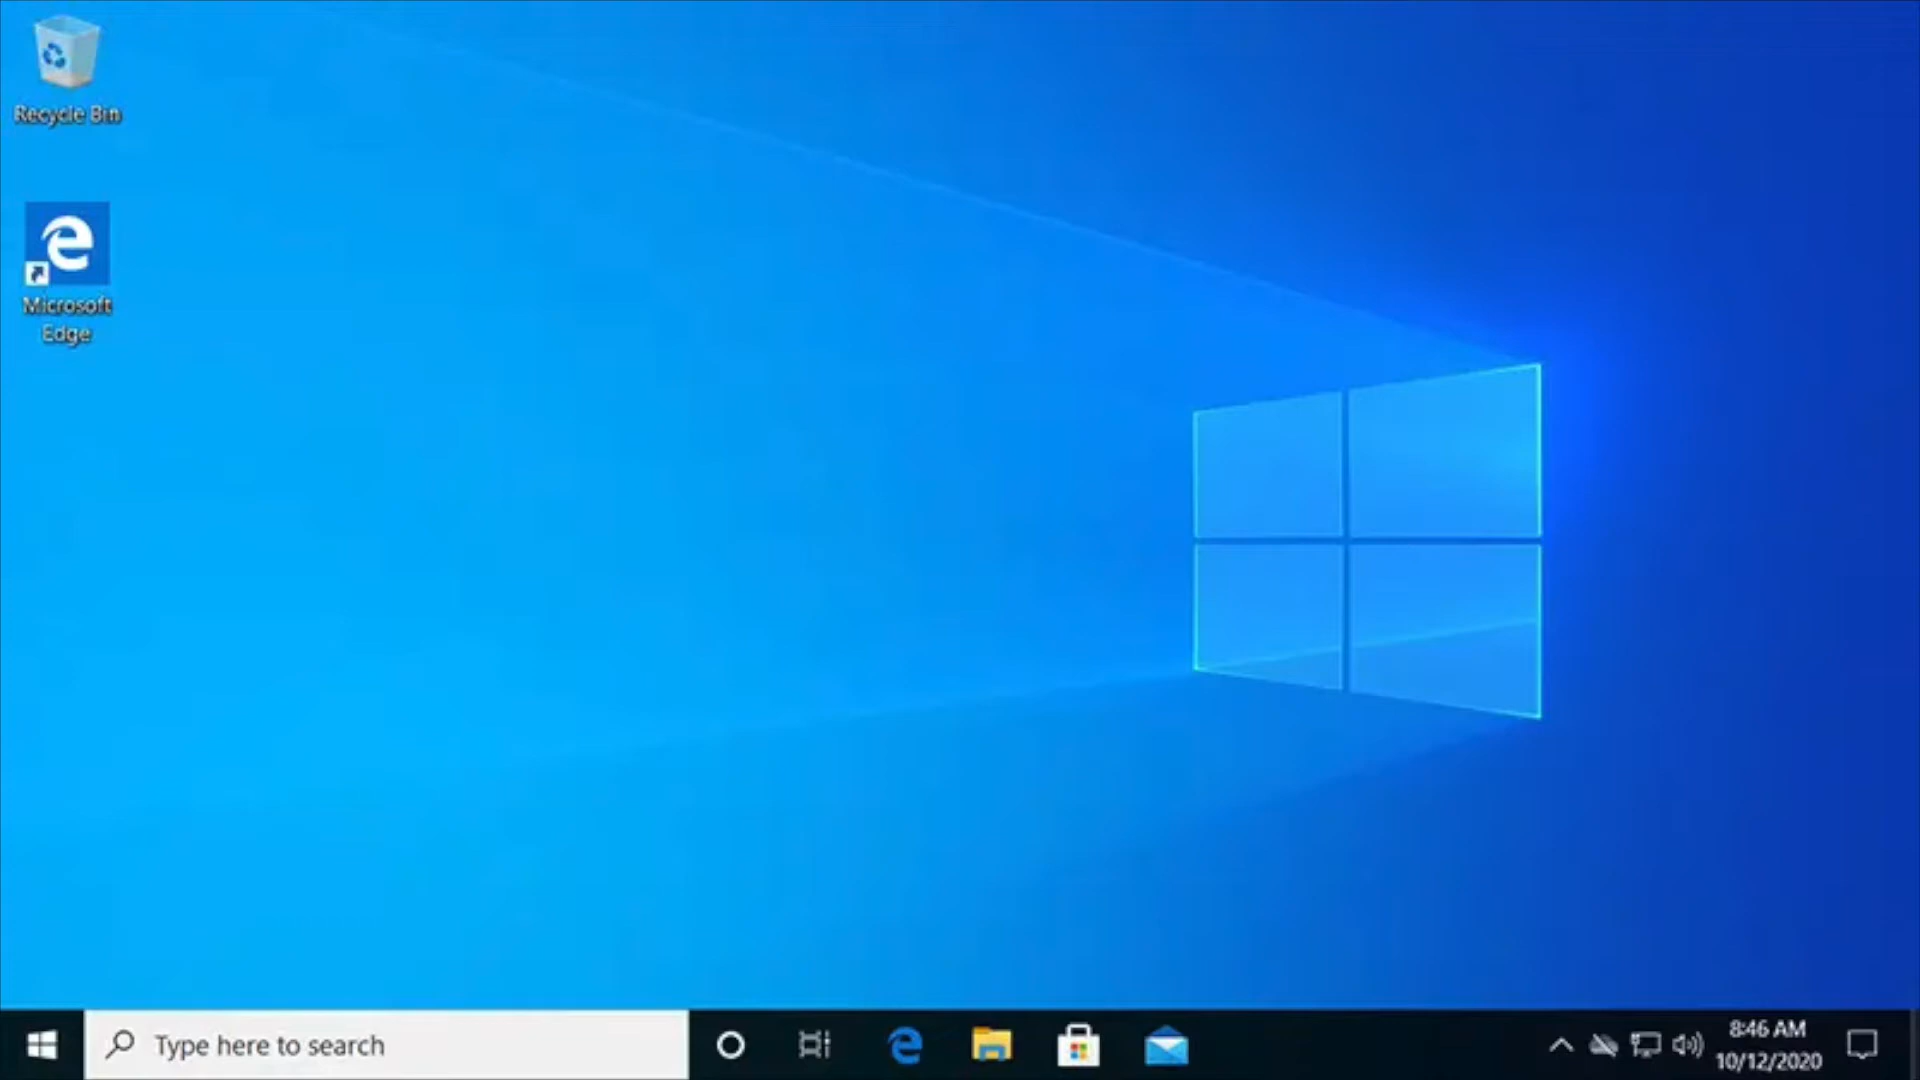 Recycle Bin
Microsoft
Edge
Type here to search
8:46 AM
10/12/2020